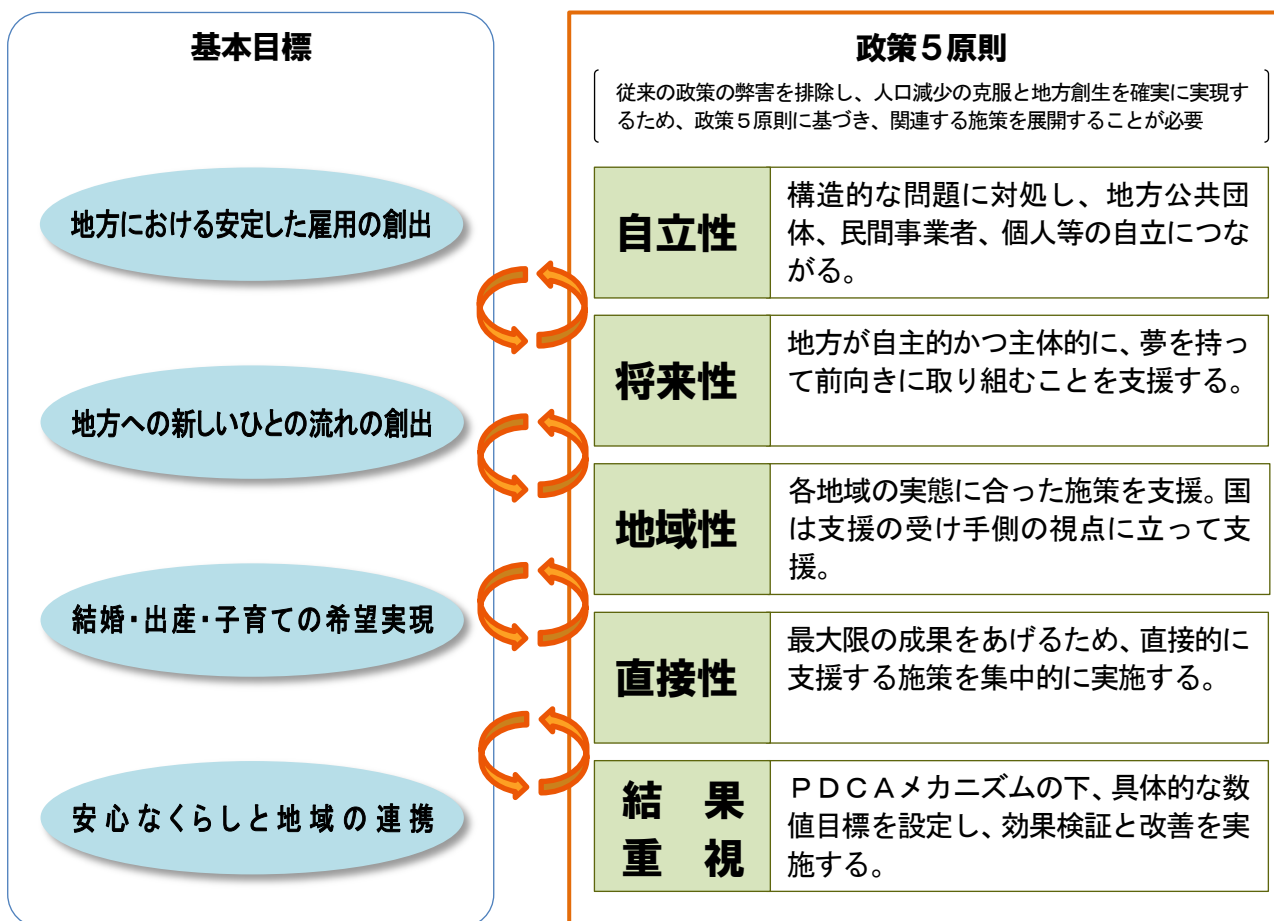 基本目標
地方における安定した雇用の創出
地方への新しいひとの流れの創出
結婚・出産・子育ての希望実現
安心なくらしと地域の連携
政策５原則
従来の政策の弊害を排除し、人口減少の克服と地方創生を確実に実現す
るため、政策５原則に基づき、関連する施策を展開することが必要
自立性
構造的な問題に対処し、地方公共団
体、民間事業者、個人等の自立につな
がる。
将来性
地方が自主的かつ主体的に、夢を持っ
て前向きに取り組むことを支援する。
地域性
各地域の実態に合った施策を支援。国
は支援の受け手側の視点に立って支
援。
直接性
最大限の成果をあげるため、直接的に
支援する施策を集中的に実施する。
結　果
重　視
ＰＤＣＡメカニズムの下、具体的な数
値目標を設定し、効果検証と改善を実
施する。